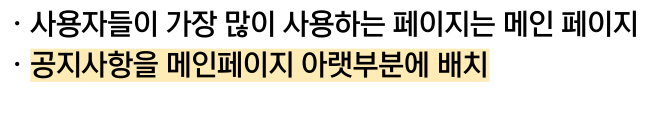 · 사용자들이 가장 많이 사용하는 페이지는 메인 페이지
· 공지사항을 메인페이지 아랫부분에 배치